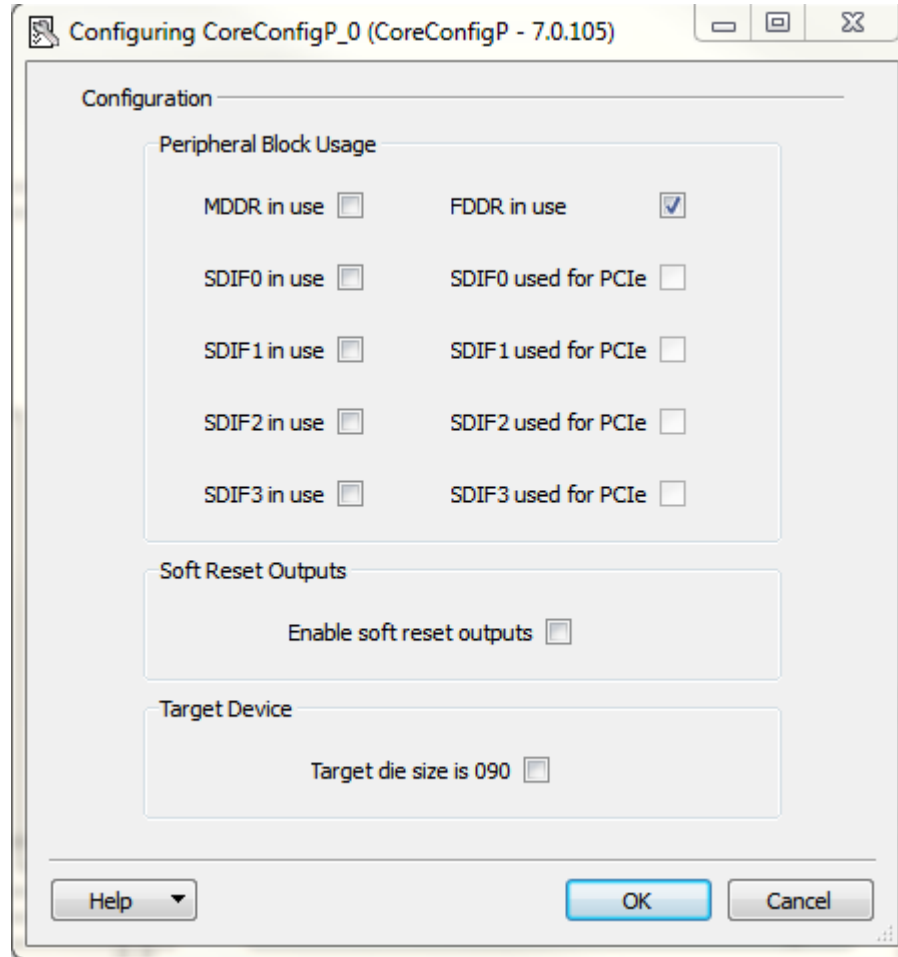 Configuring CoreConfigP_0 (CoreConfigP - 7.0.105)
Configuration
Peripheral Block Usage
MDDR in use FDDR in use
SDIF0 in use SDIF0 used for PCIe
SDIF1 in use SDIF1 used for PCIe
SDIF2 in use SDIF2 used for PCIe
SDIF3 in use SDIF3 used for PCIe
Soft Reset Outputs
Enable soft reset outputs
Target Device
Target die size is 090
Help OK Cancel